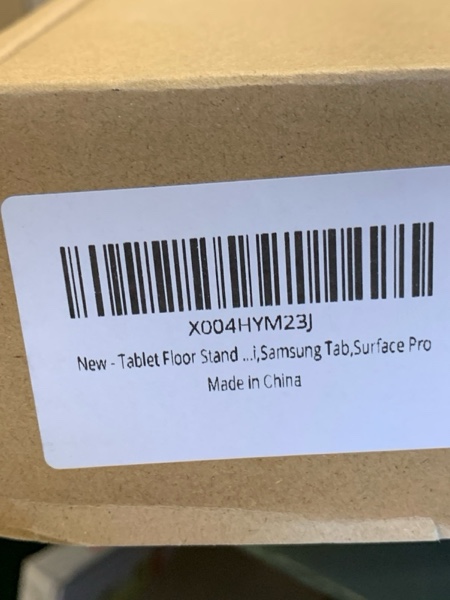 X004HYM23J
New - Tablet Floor Stand ...i,Samsung Tab,Surface Pro
Made in China